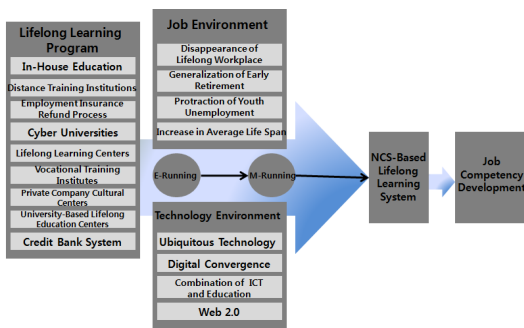 Lifelong Learning
Program
In-House Education
Distance Training Institutions
Employment Insurance
Refund Process
Cyber Universities
Lifelong Learning Centers
Vocational Training
Institutes
Private Company Cultural
Centers
University-Based Lifelong
Education Centers
Credit Bank System
Job Environment
Disappearance of
Lifelong Workplace
Generalization of Early
Retirement
Protraction of Youth
Unemployment
Increase in Average Life Span
E-Running
M-Running
Technology Environment
Ubiquitous Technology
Digital Convergence
Combination of ICT
and Education
Web 2.0
NCS-Based
Lifelong
Learning
System
Job
Competency
Development